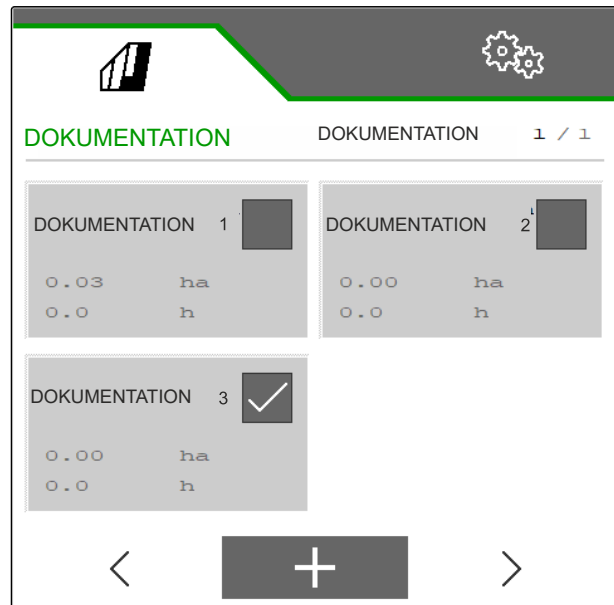 DOKUMENTATION DOKUMENTATION 1 / 1
DOKUMENTATION 1
0.03 ha
0.0 h
DOKUMENTATION 2
0.00 ha
0.0 h
DOKUMENTATION 3
0.00 ha
0.0 h